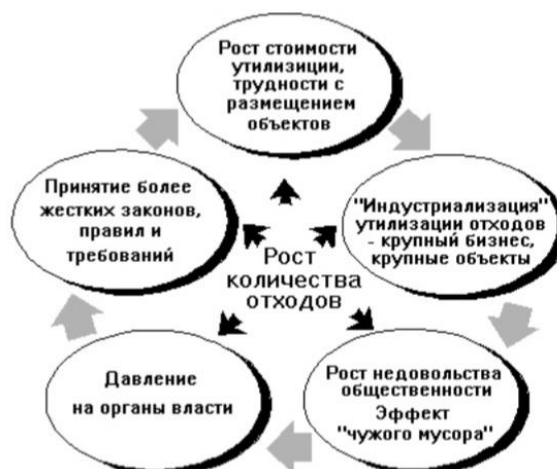 Рост стоимости
утилизиции,
трудности с
размещением
объектов
"Индустриализация"
утилизации отходов
- крупный бизнес,
крупные объекты
Рост недовольства
общественности
Эффект
"чужого мусора"
Давление
на органы власти
Принятие более
жестких законов,
правил и
требований
Рост
количества
отходов